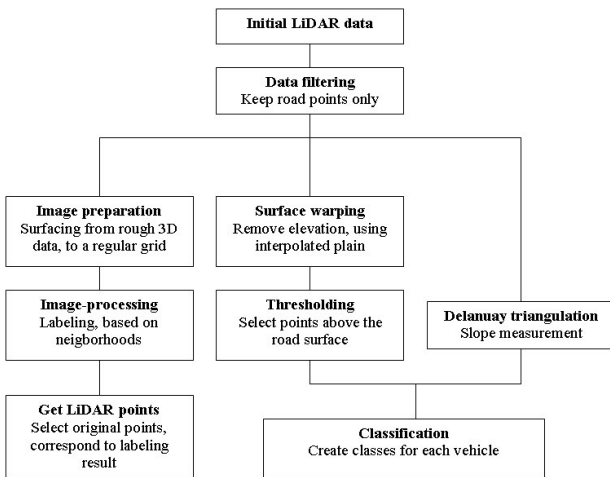 Initial LiDAR data
Data filtering
Keep road points only
Image preparation
Surfacing from rough 3D
data, to a regular grid
Surface warping
Remove elevation, using
interpolated plain
Image-processing
Labeling, based on
neigborhoods
Thresholding
Select points above the
road surface
Delanuay triangulation
Slope measurement
Get LiDAR points
Select original points,
correspond to labeling
result
Classification
Create classes for each vehicle